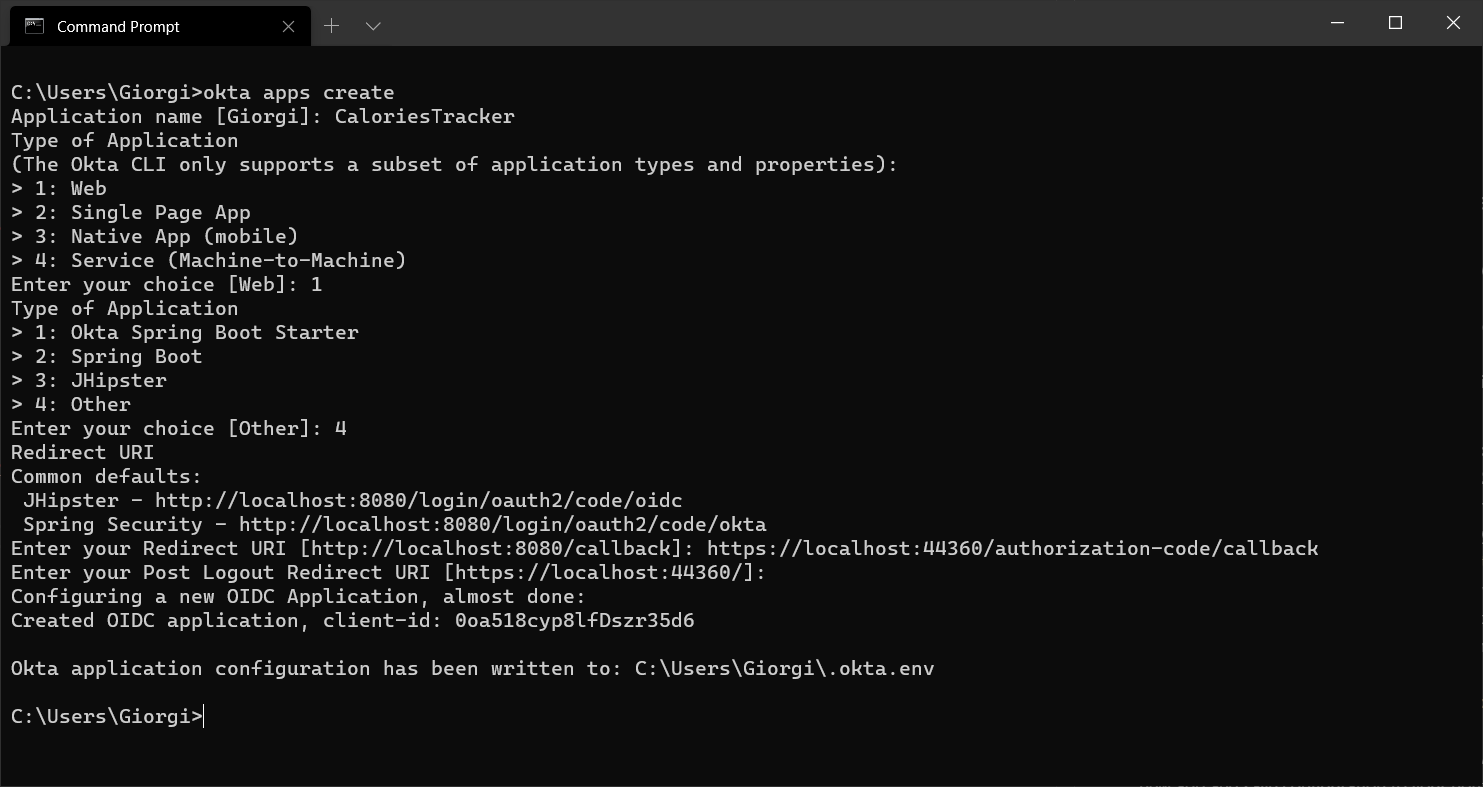 Command Prompt
C:\Users\Giorgi>okta apps create
Application name [Giorgi]: CaloriesTracker
Type of Application
(The Okta CLI only supports a subset of application types and properties):
> 1: Web
> 2: Single Page App
> 3: Native App (mobile)
> 4: Service (Machine-to-Machine)
Enter your choice [Web]: 1
Type of Application
> 1: Okta Spring Boot Starter
> 2: Spring Boot
> 3: JHipster
> 4: Other
Enter your choice [Other]: 4
Redirect URI
Common defaults:
 JHipster - http://localhost:8080/login/oauth2/code/oidc
 Spring Security - http://localhost:8080/login/oauth2/code/okta
Enter your Redirect URI [http://localhost:8080/callback]: https://localhost:44360/authorization-code/callback
Enter your Post Logout Redirect URI [https://localhost:44360/]:
Configuring a new OIDC Application, almost done:
Created OIDC application, client-id: 0oa518cyp8lfDszr35d6
Okta application configuration has been written to: C:\Users\Giorgi\.okta.env
C:\Users\Giorgi>